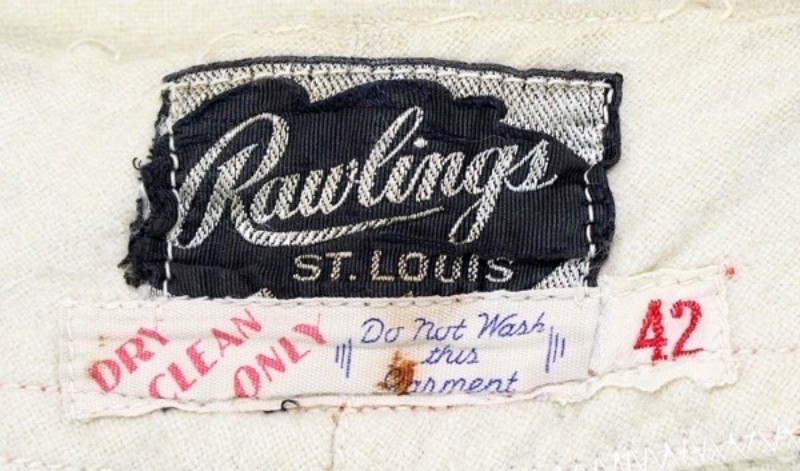 Rawlings
ST. LOUIS
DRY
CLEAN
ONLY
Do Not Wash
this
Garment
42